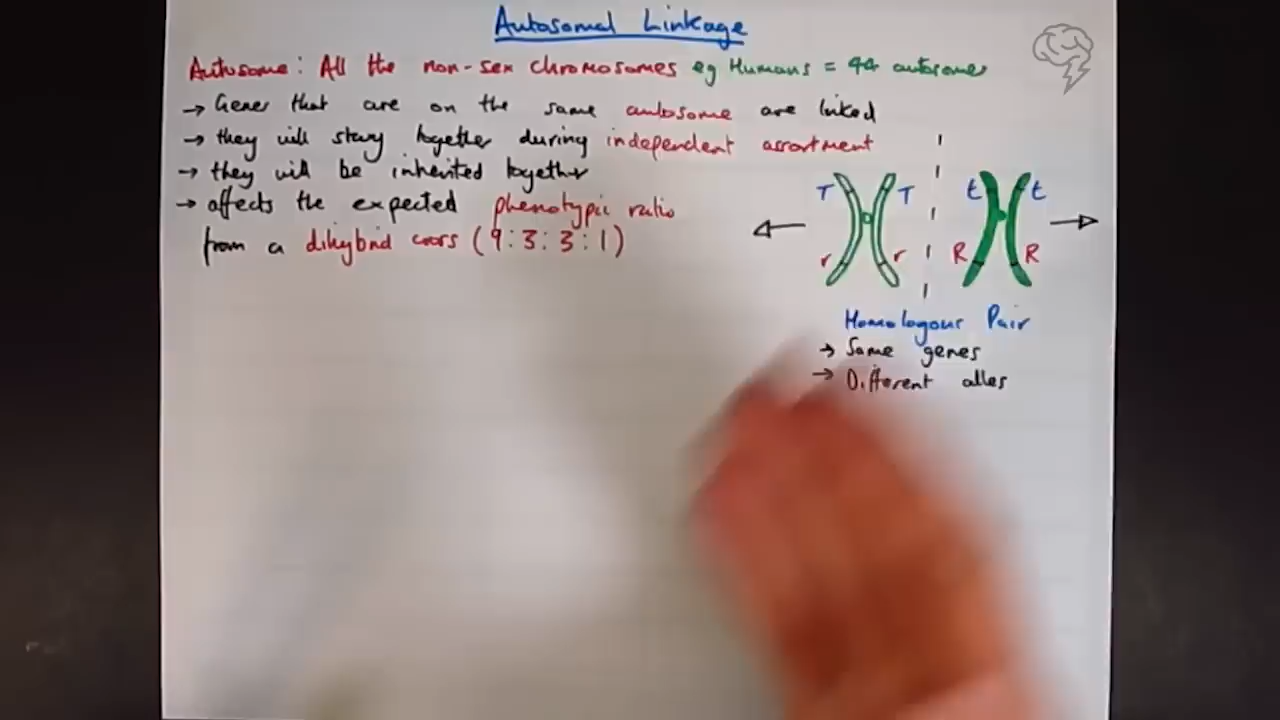 Autosomal Linkage
Autosome: All the non-sex chromosomes eg Humans = 44 autosomes
→ Genes that are on the same autosome are linked
→ they will stay together during independent assortment
→ they will be inherited together
→ affects the expected phenotypic ratio
from a dihybrid cross (9:3:3:1)
T T t t
r r R R
Homologous Pair
→ Same genes
→ Different alles